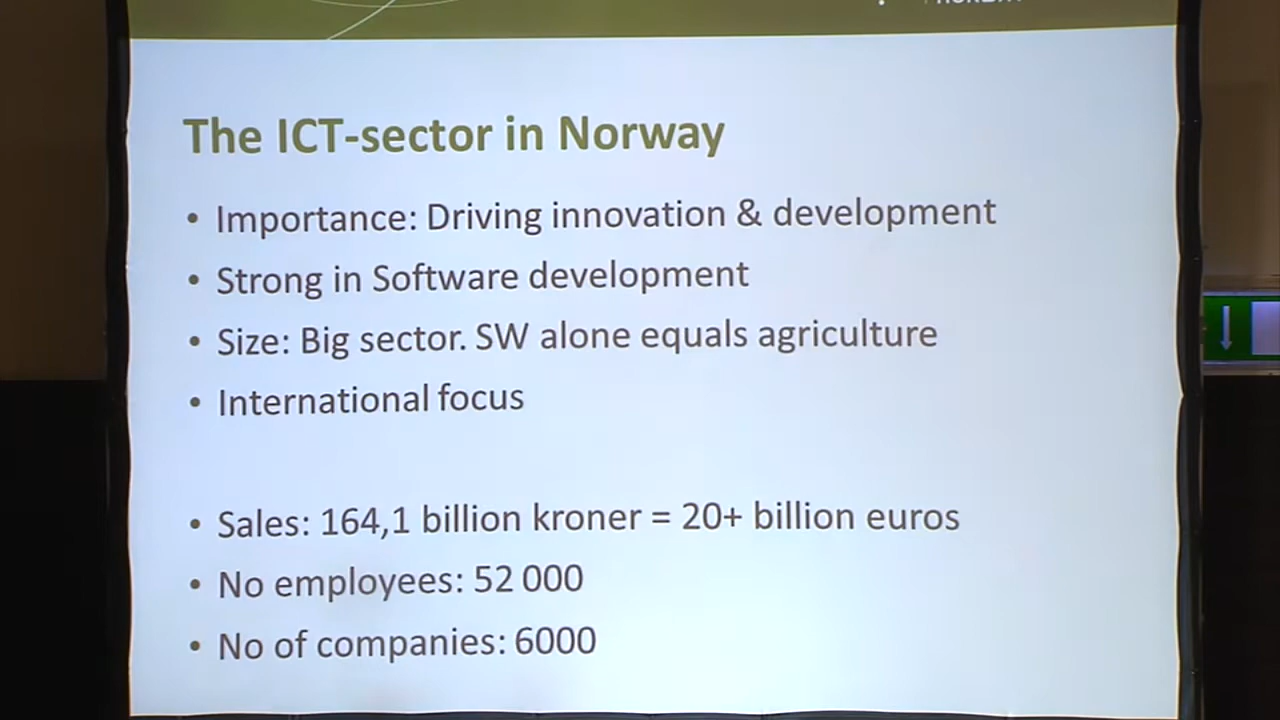 The ICT-sector in Norway
• Importance: Driving innovation & development
• Strong in Software development
• Size: Big sector. SW alone equals agriculture
• International focus
• Sales: 164,1 billion kroner = 20+ billion euros
• No employees: 52 000
• No of companies: 6000